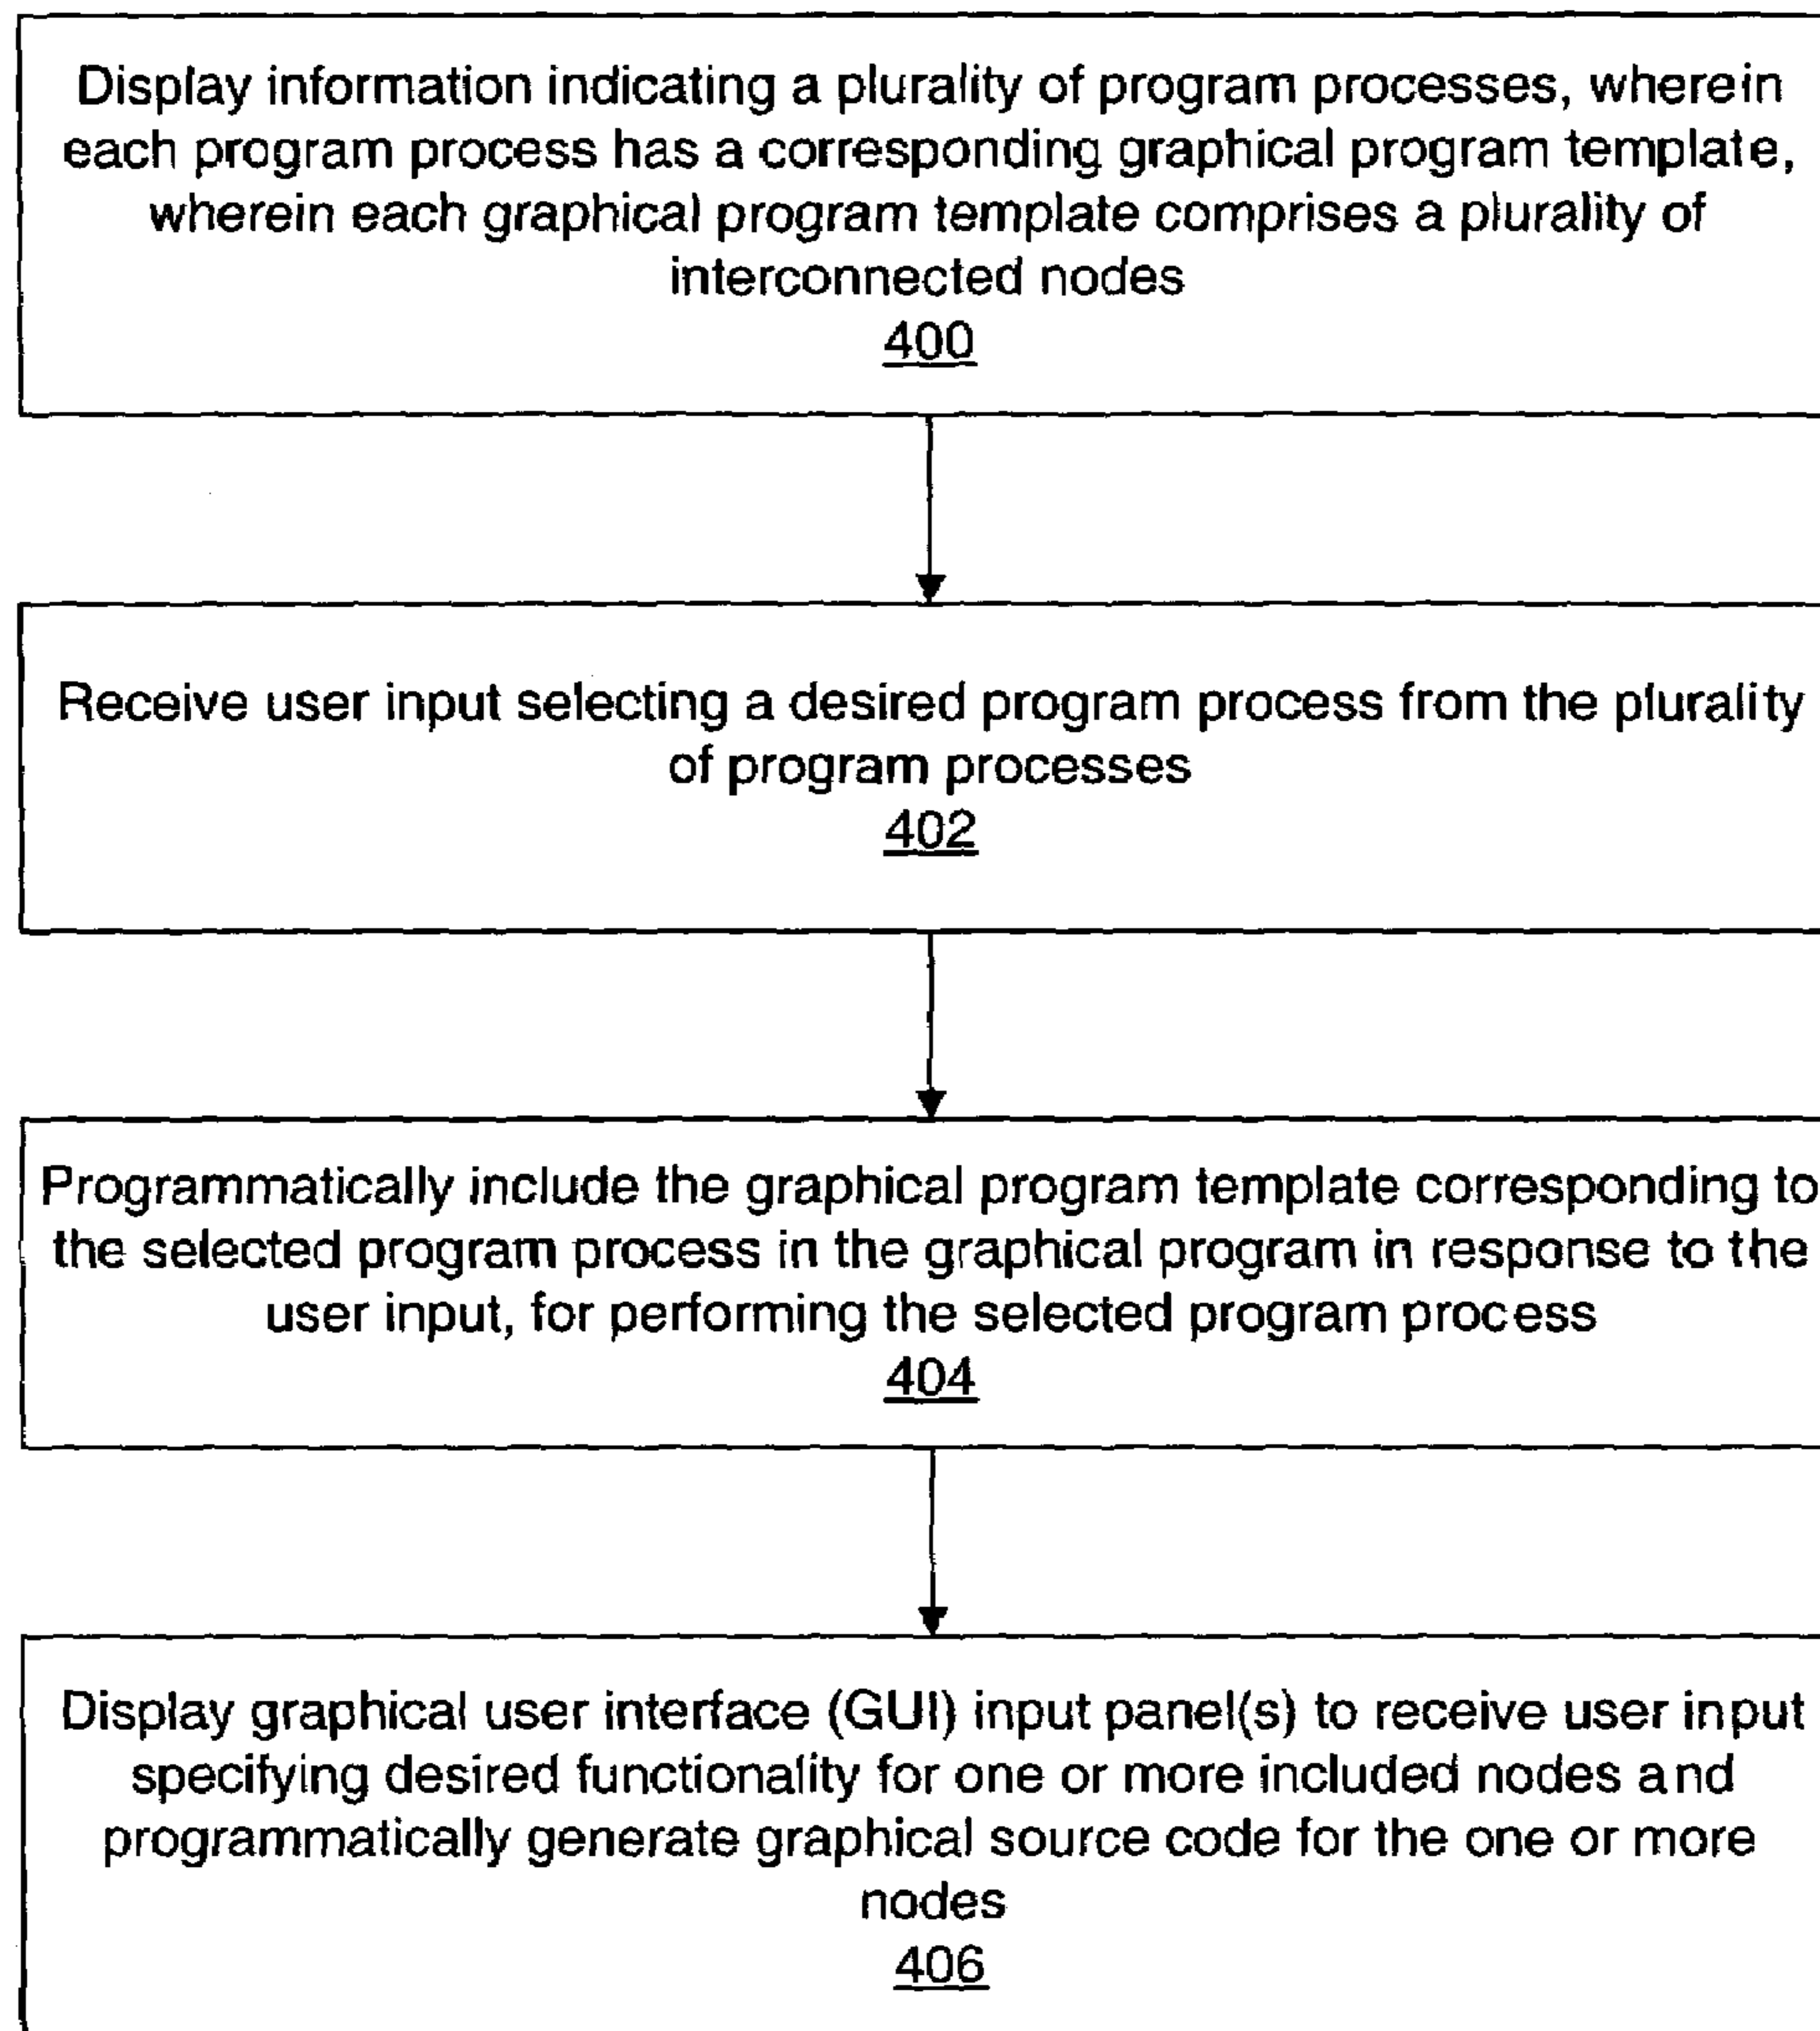 Display information indicating a plurality of program processes, wherein
each program process has a corresponding graphical program template,
wherein each graphical program template comprises a plurality of
interconnected nodes
400
Receive user input selecting a desired program process from the plurality
of program processes
402
Programmatically include the graphical program template corresponding to
the selected program process in the graphical program in response to the
user input, for performing the selected program process
404
Display graphical user interface (GUI) input panel(s) to receive user input
specifying desired functionality for one or more included nodes and
programmatically generate graphical source code for the one or more
nodes
406